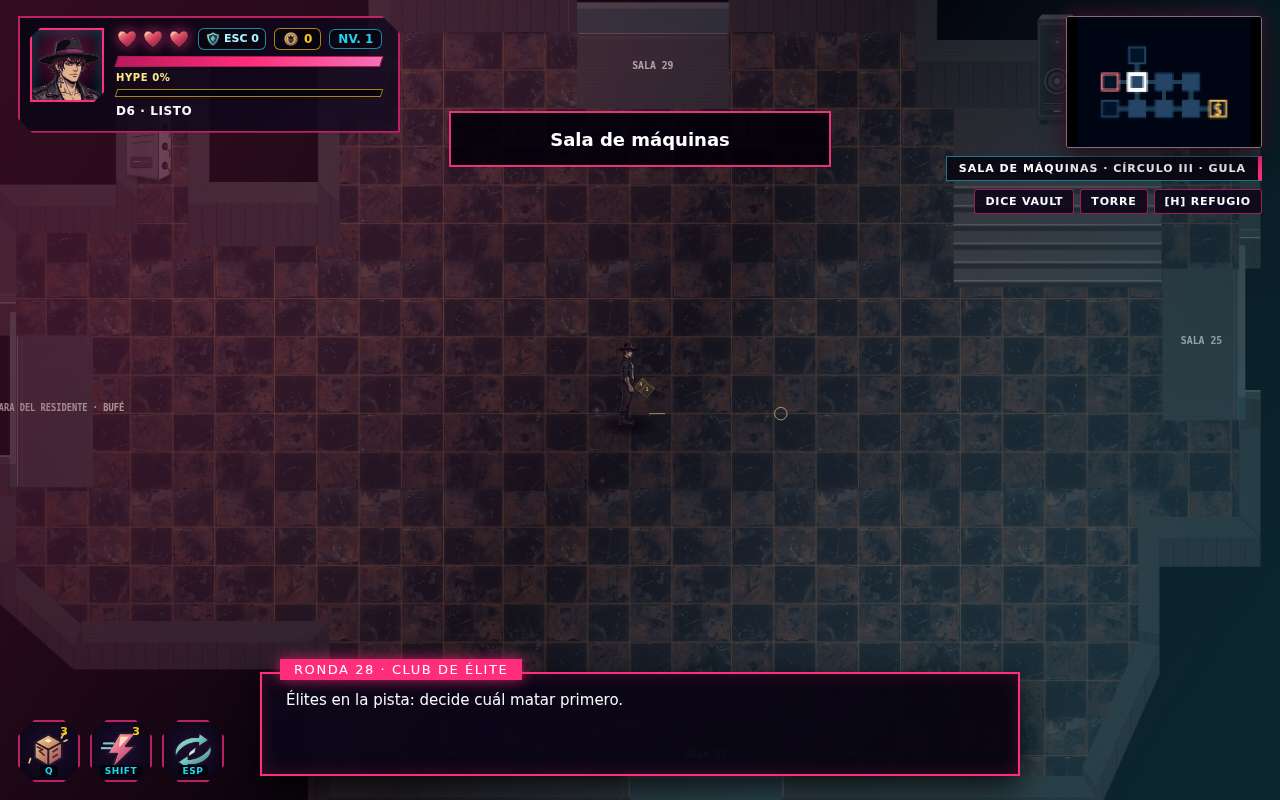 ESC 0
0
NV. 1
HYPE 0%
D6 · LISTO
SALA 29
Sala de máquinas
$
SALA DE MÁQUINAS · CÍRCULO III · GULA
DICE VAULT
TORRE
[H] REFUGIO
SALA 25
ARA DEL RESIDENTE · BUFÉ
RONDA 28 · CLUB DE ÉLITE
Élites en la pista: decide cuál matar primero.
3
Q
3
SHIFT
ESP